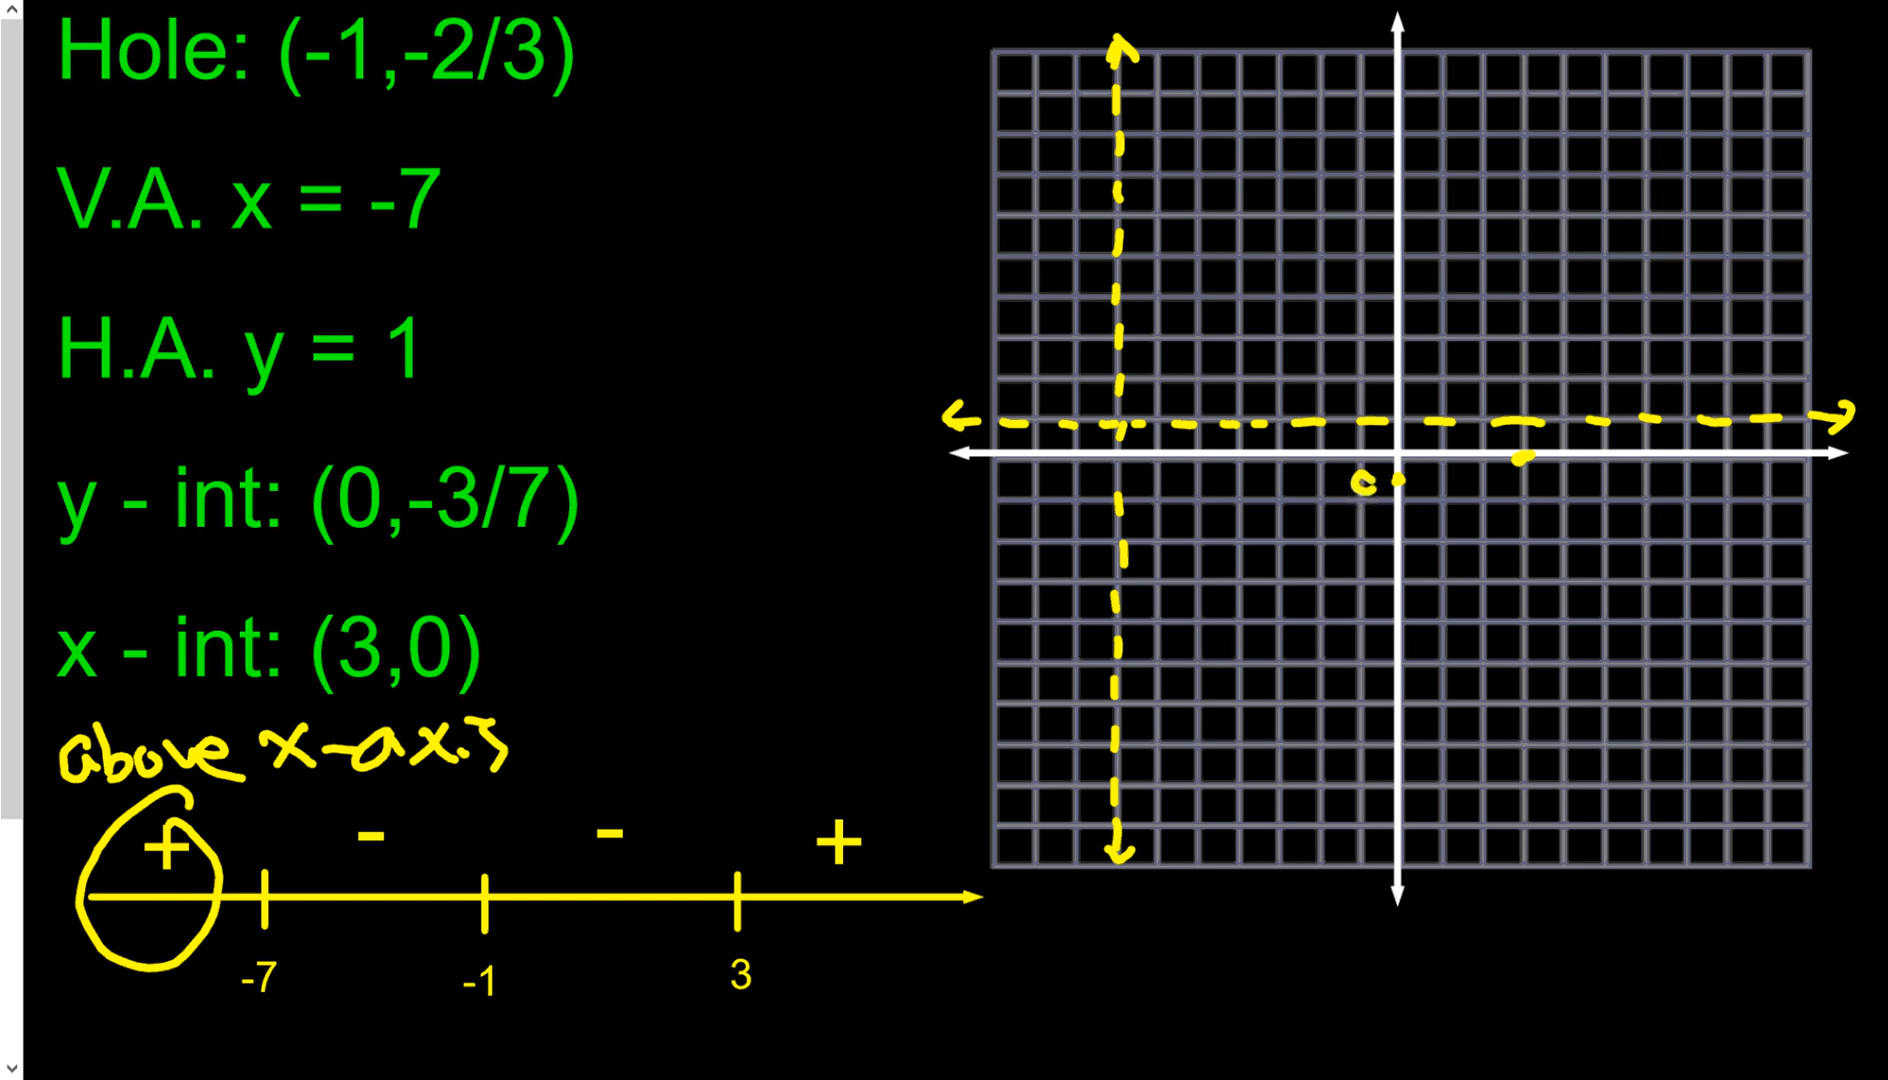 Hole: (-1,-2/3)
V.A. x = -7
H.A. y = 1
y - int: (0,-3/7)
x - int: (3,0)
above x-axis
+ - - +
-7 -1 3